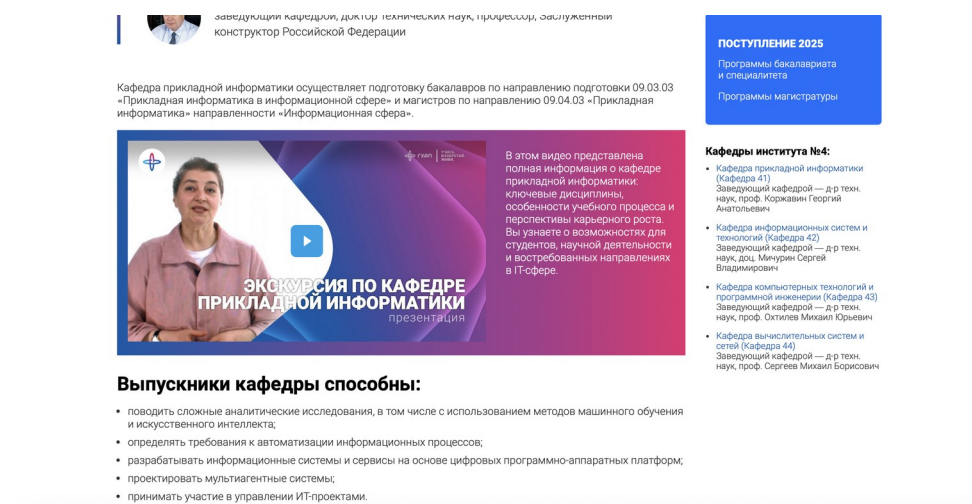 заведующий кафедрой, доктор технических наук, профессор, Заслуженный
конструктор Российской Федерации
Кафедра прикладной информатики осуществляет подготовку бакалавров по направлению подготовки 09.03.03
«Прикладная информатика в информационной сфере» и магистров по направлению 09.04.03 «Прикладная
информатика» направленности «Информационная сфера».
ГУАП
ЭКСКУРСИЯ ПО КАФЕДРЕ
ПРИКЛАДНОЙ ИНФОРМАТИКИ
презентация
В этом видео представлена
полная информация о кафедре
прикладной информатики:
ключевые дисциплины,
особенности учебного процесса и
перспективы карьерного роста.
Вы узнаете о возможностях для
студентов, научной деятельности
и востребованных направлениях
в IT-сфере.
Выпускники кафедры способны:
• поводить сложные аналитические исследования, в том числе с использованием методов машинного обучения
и искусственного интеллекта;
• определять требования к автоматизации информационных процессов;
• разрабатывать информационные системы и сервисы на основе цифровых программно-аппаратных платформ;
• проектировать мультиагентные системы;
• принимать участие в управлении ИТ-проектами.
ПОСТУПЛЕНИЕ 2025
Программы бакалавриата
и специалитета
Программы магистратуры
Кафедры института №4:
• Кафедра прикладной информатики
(Кафедра 41)
Заведующий кафедрой — д-р техн.
наук, проф. Коржавин Георгий
Анатольевич
• Кафедра информационных систем и
технологий (Кафедра 42)
Заведующий кафедрой — д-р техн.
наук, доц. Мичурин Сергей
Владимирович
• Кафедра компьютерных технологий и
программной инженерии (Кафедра 43)
Заведующий кафедрой — д-р техн.
наук, проф. Охтилев Михаил Юрьевич
• Кафедра вычислительных систем и
сетей (Кафедра 44)
Заведующий кафедрой — д-р техн.
наук, проф. Сергеев Михаил Борисович